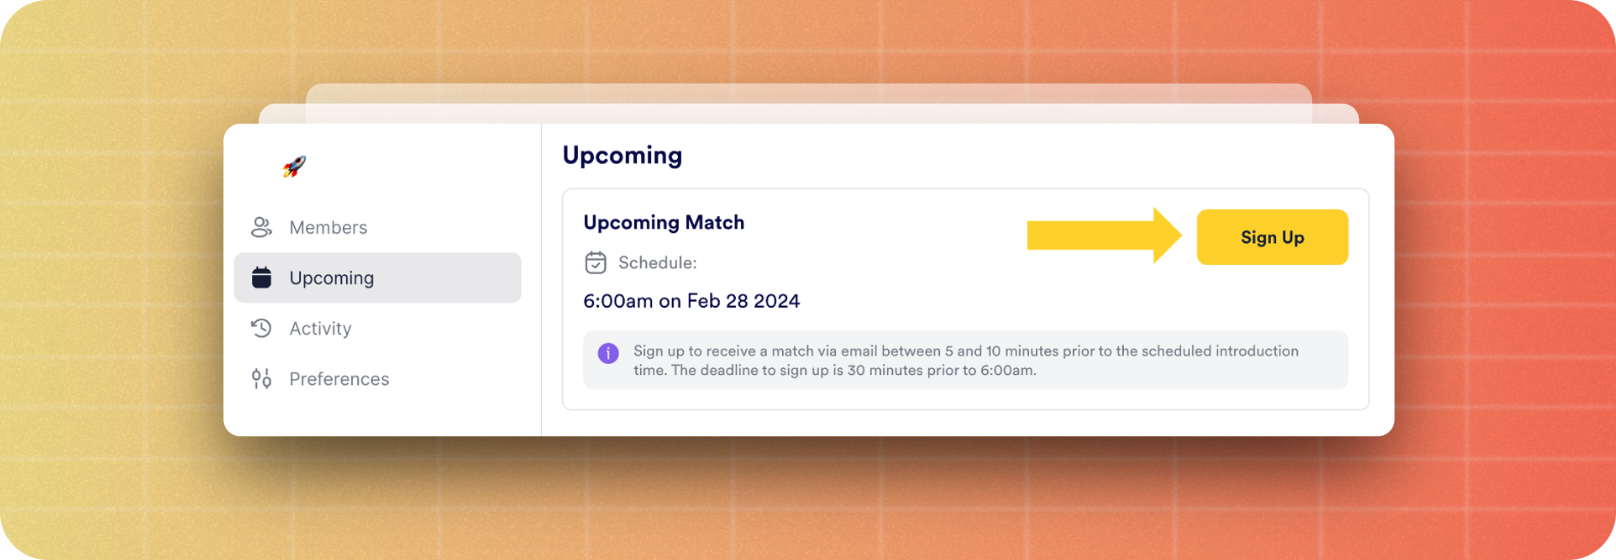 Members
Upcoming
Activity
Preferences
Upcoming
Upcoming Match
Schedule:
6:00am on Feb 28 2024
Sign up to receive a match via email between 5 and 10 minutes prior to the scheduled introduction
time. The deadline to sign up is 30 minutes prior to 6:00am.
Sign Up